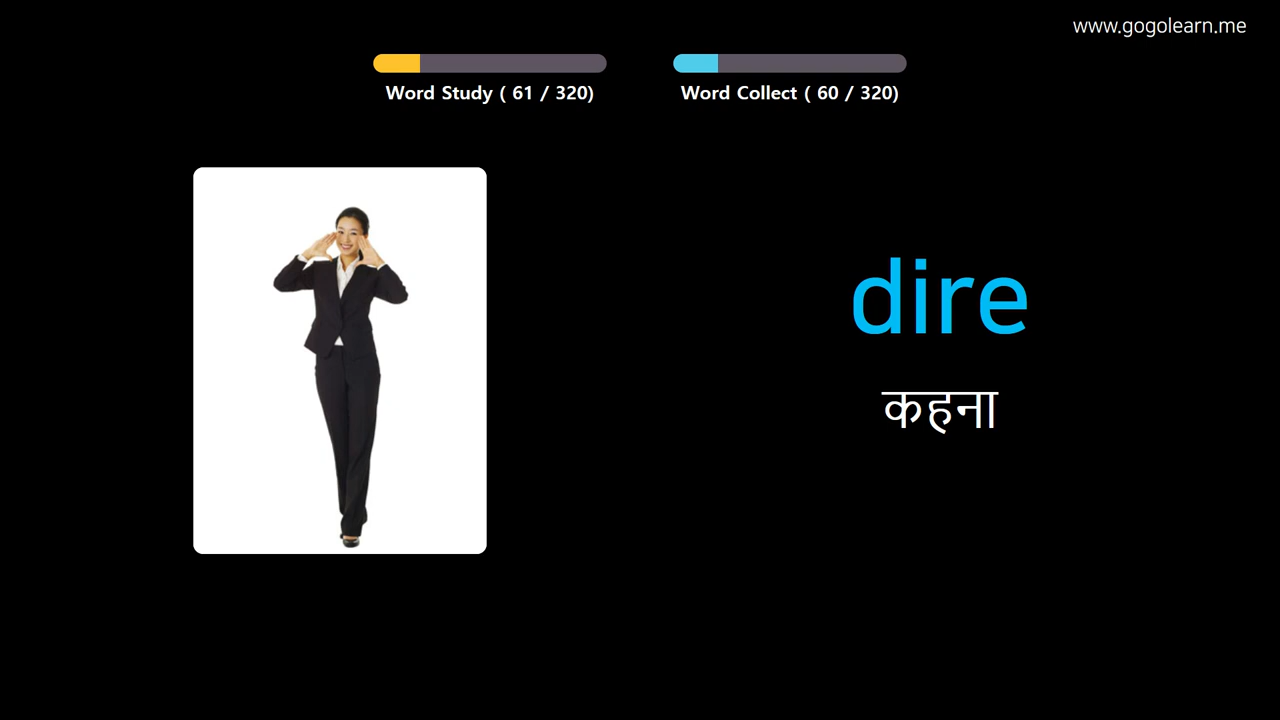 www.gogolearn.me
Word Study ( 61 / 320)
Word Collect ( 60 / 320)
dire
कहना